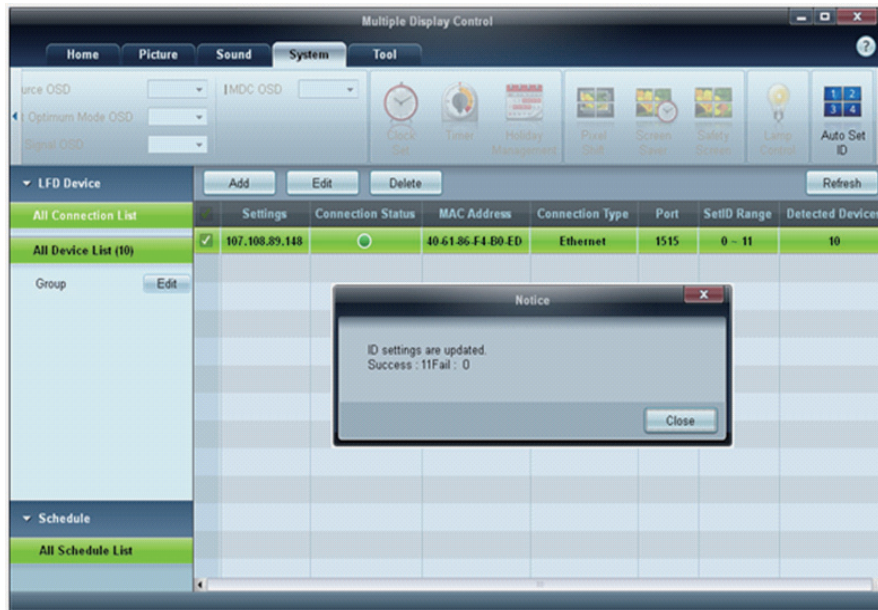 Multiple Display Control
Home Picture Sound System Tool
urce OSD
MDC OSD
t Optimum Mode OSD
Signal OSD
Clock Set
Timer
Holiday Management
Pixel Shift
Screen Saver
Safety Screen
Lamp Control
1 2
3 4
Auto Set ID
LFD Device
Add Edit Delete Refresh
All Connection List
Settings Connection Status MAC Address Connection Type Port SetID Range Detected Devices
All Device List (10)
107.108.89.148 40-61-86-F4-B0-ED Ethernet 1515 0 ~ 11 10
Group Edit
Notice
ID settings are updated.
Success : 11Fail : 0
Close
Schedule
All Schedule List